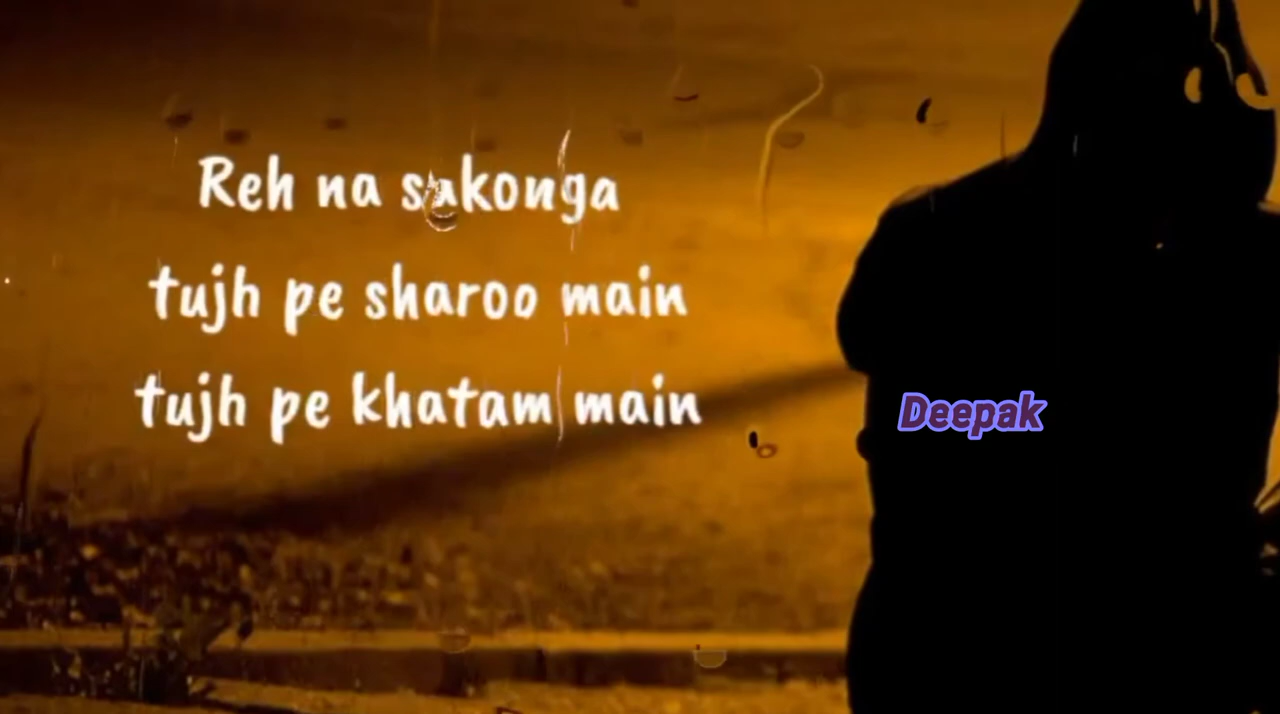 Reh na sakonga
tujh pe sharoo main
tujh pe khatam main
Deepak